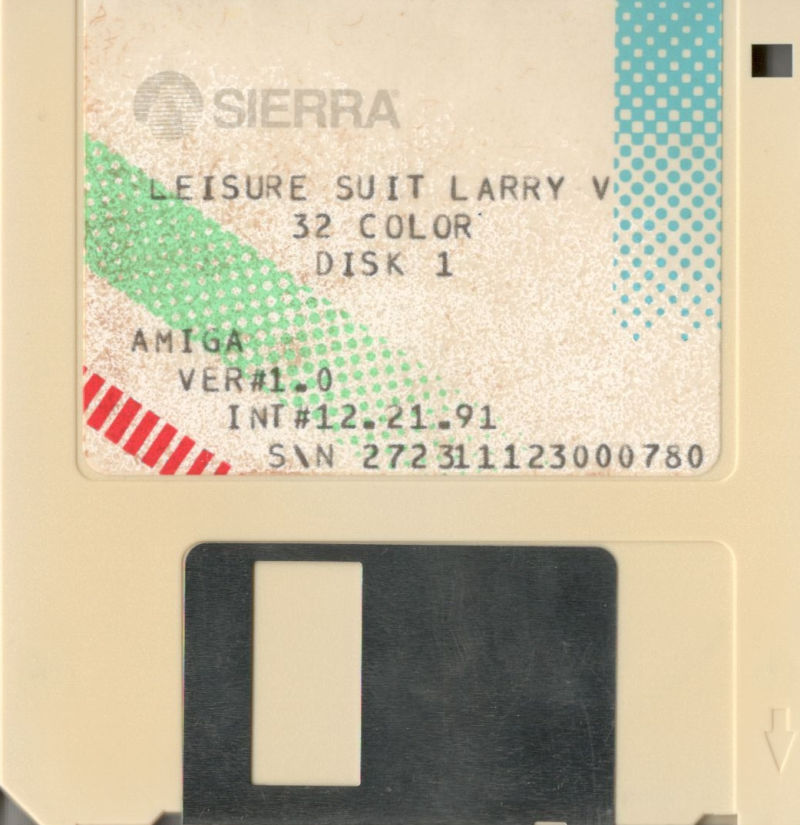 SIERRA
LEISURE SUIT LARRY V
32 COLOR
DISK 1
AMIGA
VER#1.0
INT#12.21.91
S\N 272311123000780